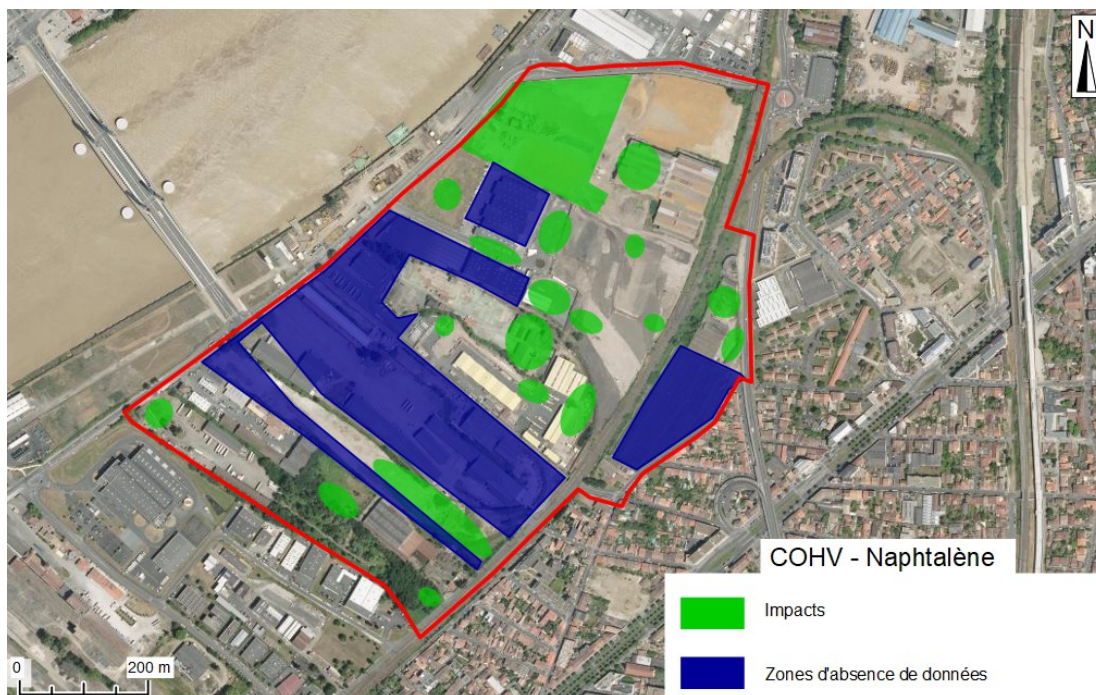 N
COHV - Naphtalène
Impacts
Zones d'absence de données
0 200 m